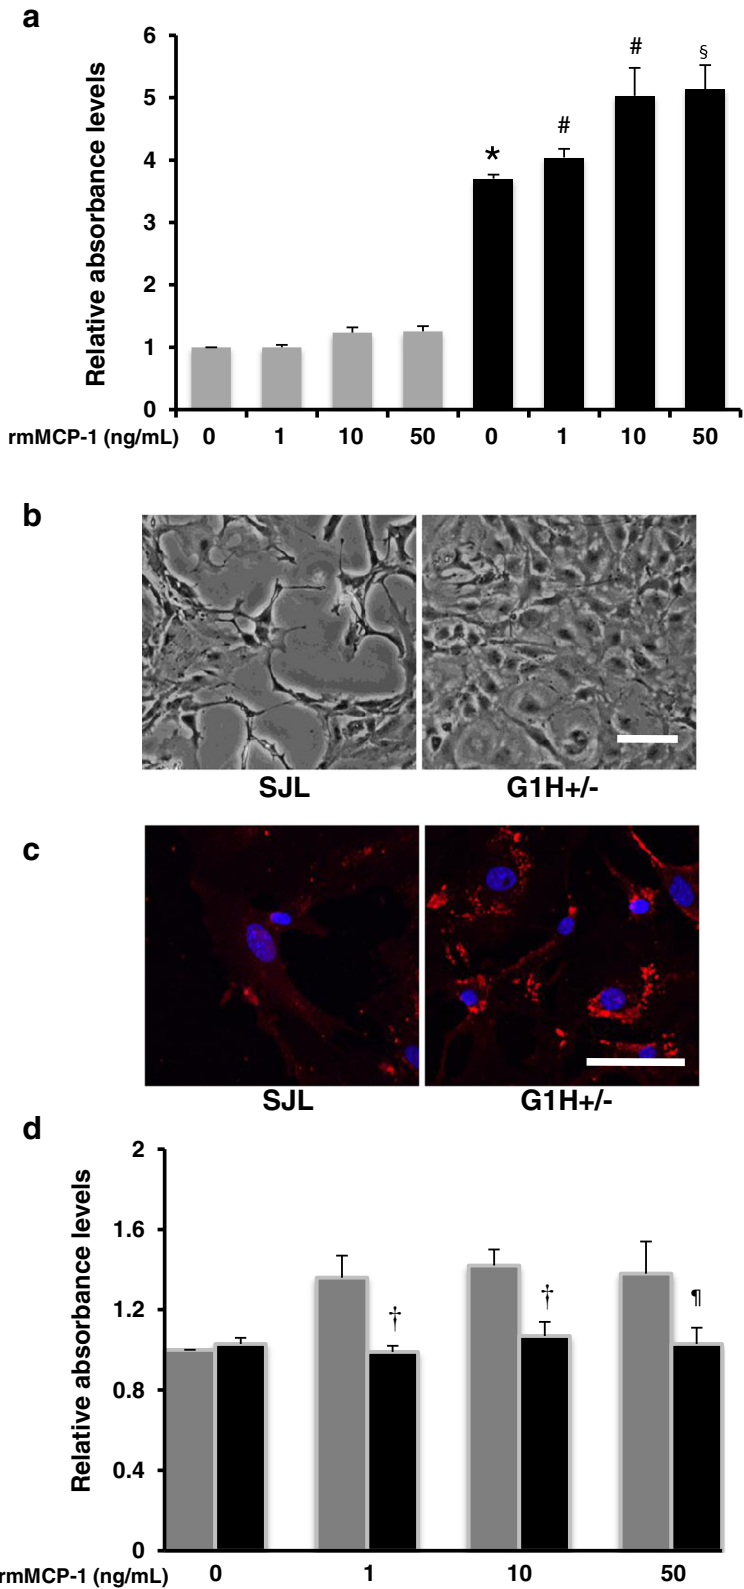 a
Relative absorbance levels
6
5
4
3
2
1
0
* # # §
rmMCP-1 (ng/mL) 0 1 10 50 0 1 10 50
b
SJL G1H+/-
c
SJL G1H+/-
d
Relative absorbance levels
2
1.6
1.2
0.8
0.4
0
† † ¶
rmMCP-1 (ng/mL) 0 1 10 50